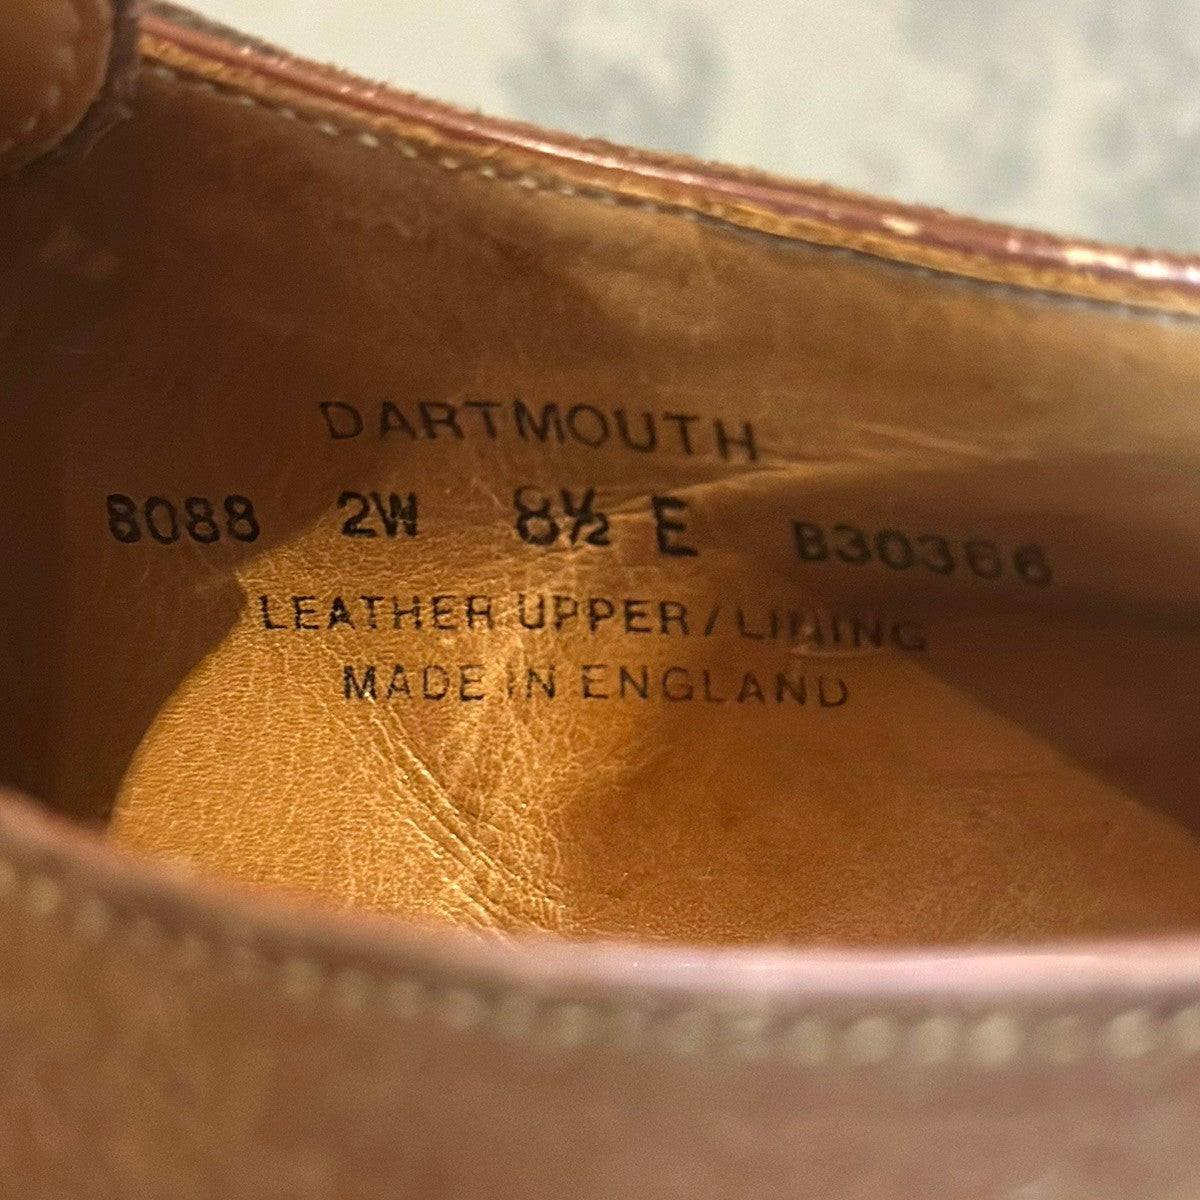 DARTMOUTH
8088 2W 8½ E B30366
LEATHER UPPER/LINING
MADE IN ENGLAND